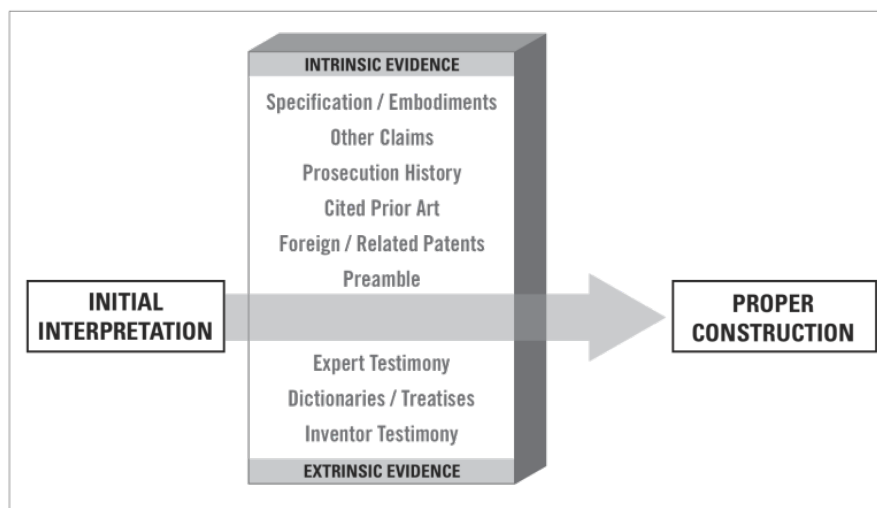 INTRINSIC EVIDENCE
Specification / Embodiments
Other Claims
Prosecution History
Cited Prior Art
Foreign / Related Patents
Preamble
INITIAL
INTERPRETATION
PROPER
CONSTRUCTION
Expert Testimony
Dictionaries / Treatises
Inventor Testimony
EXTRINSIC EVIDENCE